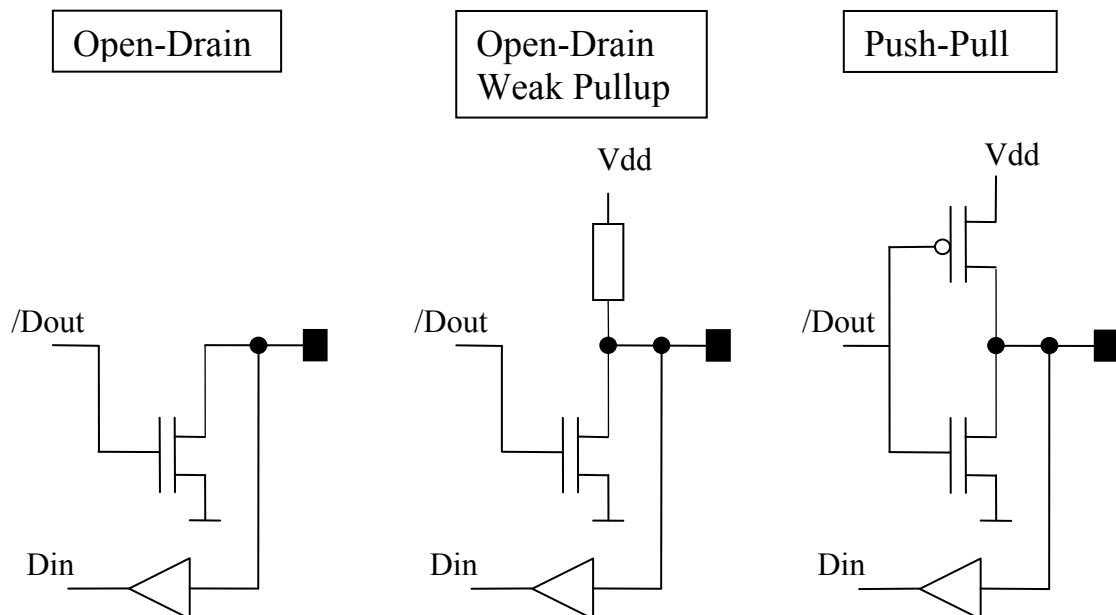 Open-Drain
Open-Drain
Weak Pullup
Push-Pull
Vdd
Vdd
/Dout
/Dout
/Dout
Din
Din
Din